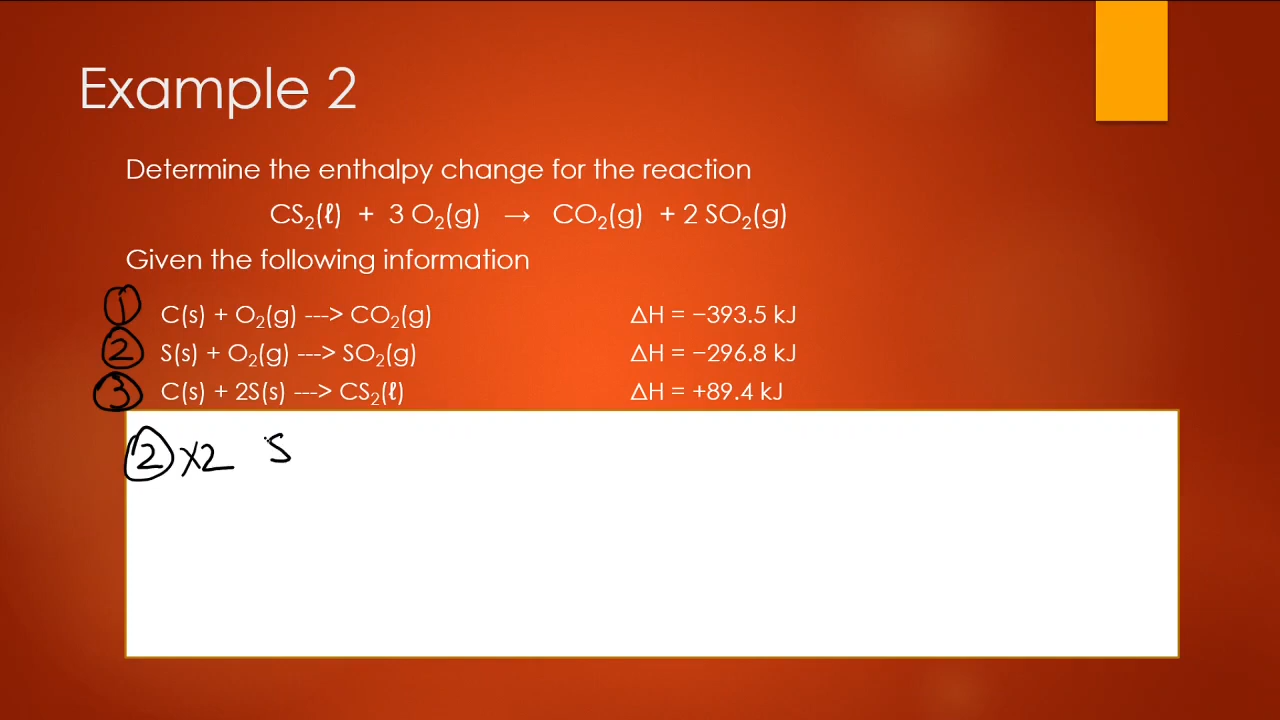 Example 2
Determine the enthalpy change for the reaction
CS₂(ℓ) + 3 O₂(g) → CO₂(g) + 2 SO₂(g)
Given the following information
① C(s) + O₂(g) ---> CO₂(g) ΔH = −393.5 kJ
② S(s) + O₂(g) ---> SO₂(g) ΔH = −296.8 kJ
③ C(s) + 2S(s) ---> CS₂(ℓ) ΔH = +89.4 kJ
② X2 S